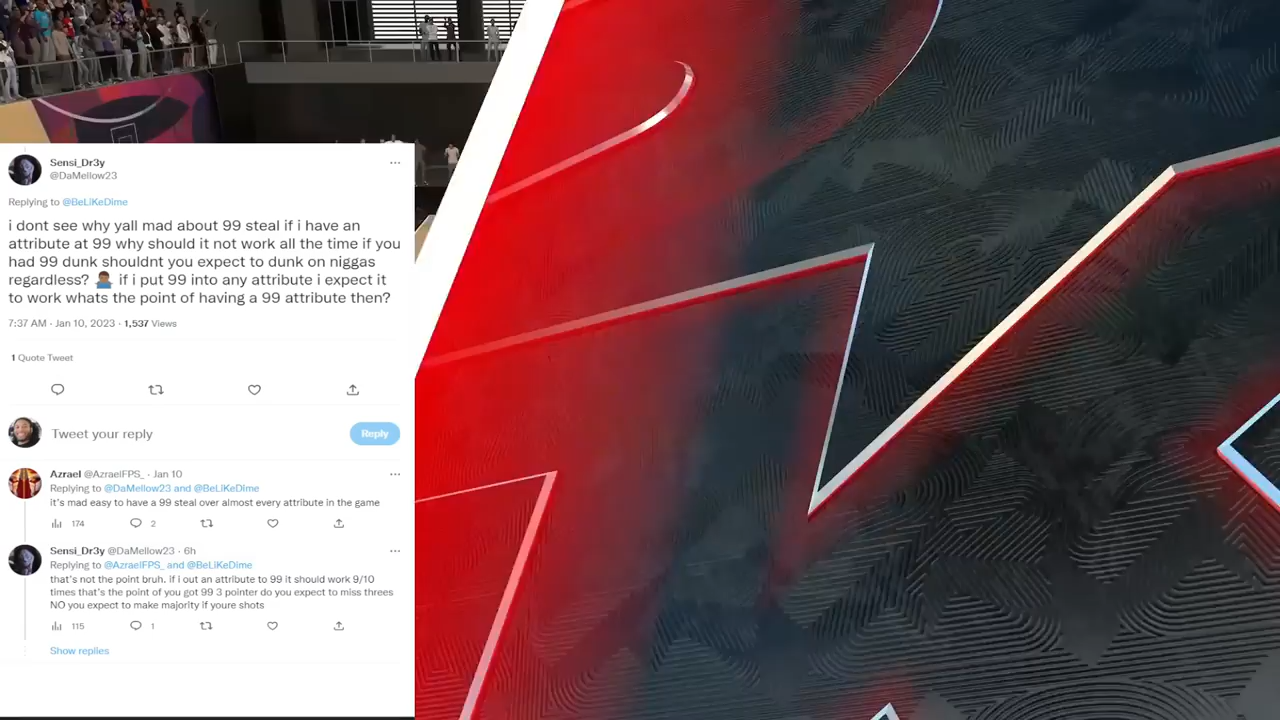 Sensi_Dr3y
@DaMellow23
Replying to @BeLiKeDime
i dont see why yall mad about 99 steal if i have an
attribute at 99 why should it not work all the time if you
had 99 dunk shouldnt you expect to dunk on niggas
regardless? 🤷🏾‍♂️ if i put 99 into any attribute i expect it
to work whats the point of having a 99 attribute then?
7:37 AM · Jan 10, 2023 · 1,537 Views
1 Quote Tweet
Tweet your reply
Reply
Azrael @AzraelFPS_ · Jan 10
Replying to @DaMellow23 and @BeLiKeDime
it's mad easy to have a 99 steal over almost every attribute in the game
174 2
Sensi_Dr3y @DaMellow23 · 6h
Replying to @AzraelFPS_ and @BeLiKeDime
that's not the point bruh. if i out an attribute to 99 it should work 9/10
times that's the point of you got 99 3 pointer do you expect to miss threes
NO you expect to make majority if youre shots
115 1
Show replies